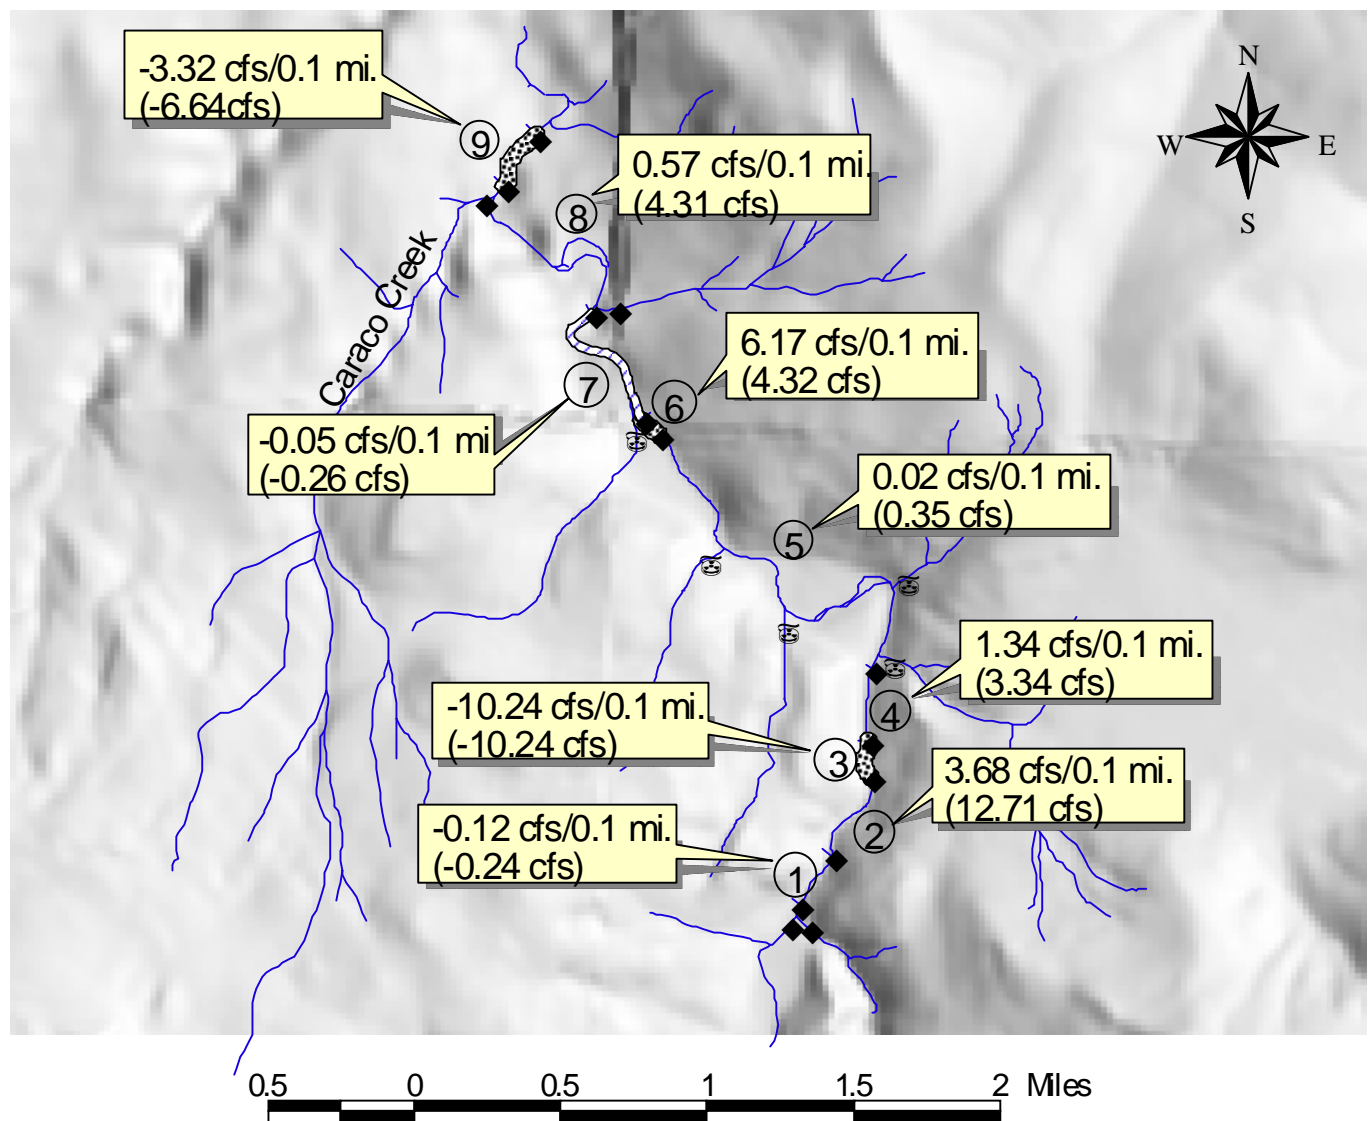 -3.32 cfs/0.1 mi.
(-6.64cfs)
N
W
E
S
9
0.57 cfs/0.1 mi.
(4.31 cfs)
8
Caraco Creek
6.17 cfs/0.1 mi.
(4.32 cfs)
7
6
-0.05 cfs/0.1 mi
(-0.26 cfs)
0.02 cfs/0.1 mi.
(0.35 cfs)
5
1.34 cfs/0.1 mi.
(3.34 cfs)
4
-10.24 cfs/0.1 mi.
(-10.24 cfs)
3
3.68 cfs/0.1 mi.
(12.71 cfs)
2
-0.12 cfs/0.1 mi.
(-0.24 cfs)
1
0.5 0 0.5 1 1.5 2 Miles